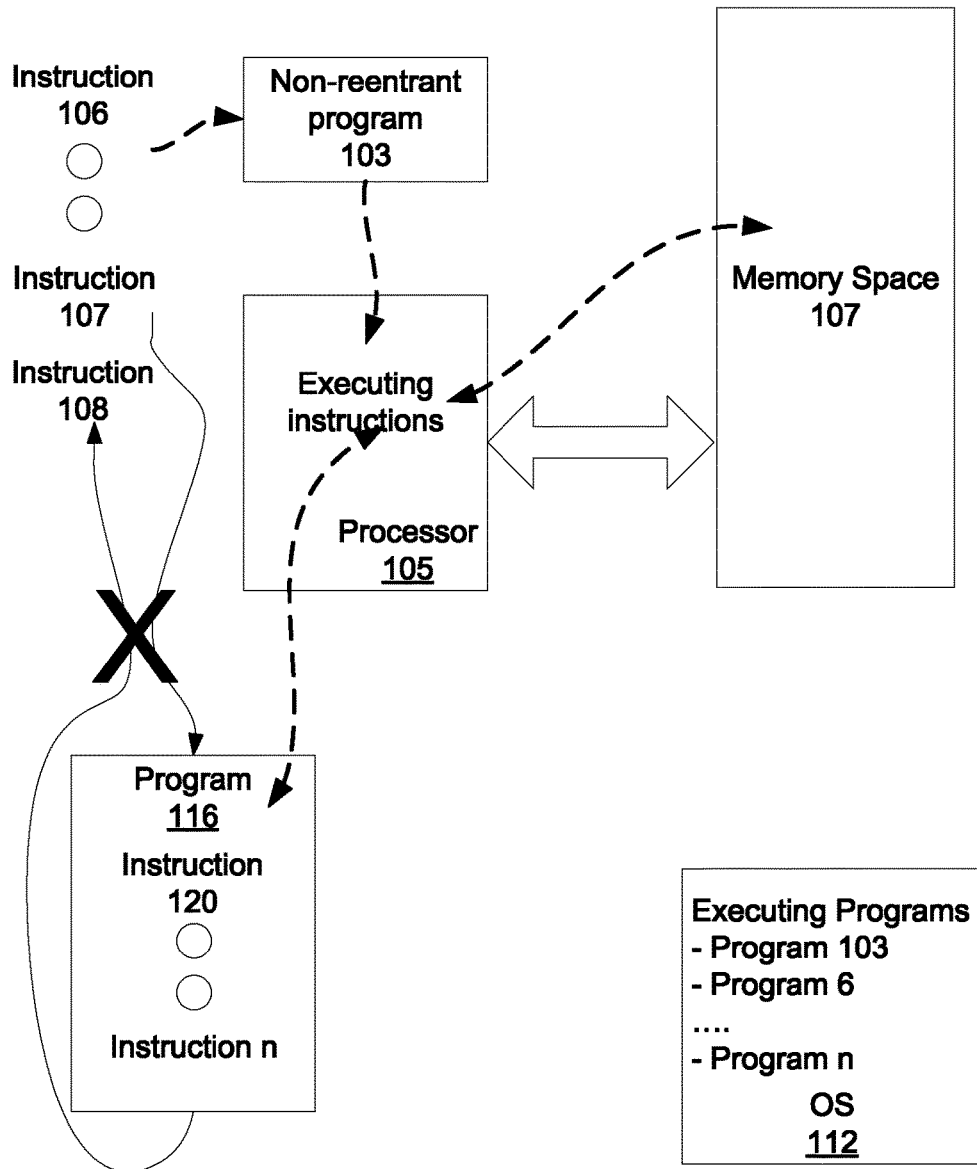 Instruction
106
Non-reentrant
program
103
Instruction
107
Instruction
108
Executing
instructions
Processor
105
Memory Space
107
X
Program
116
Instruction
120
Instruction n
Executing Programs
- Program 103
- Program 6
....
- Program n
OS
112